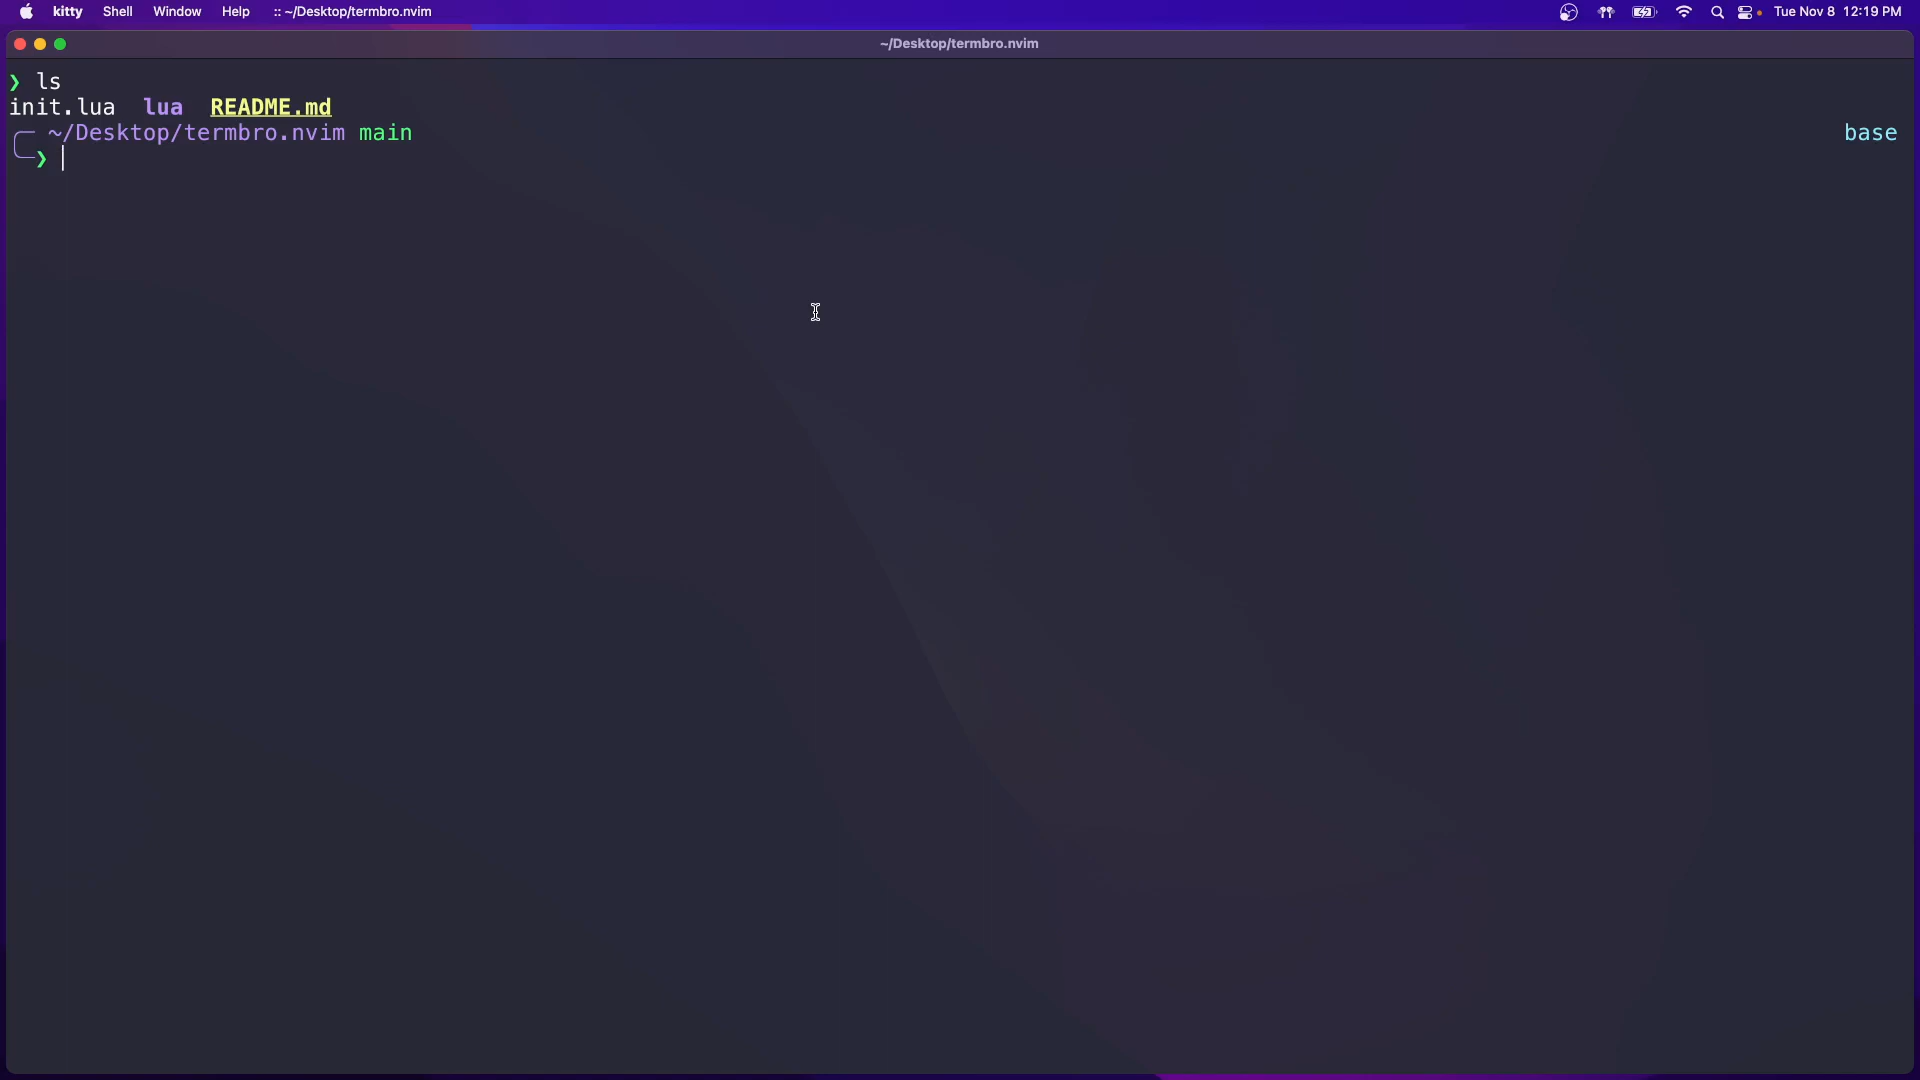 kitty Shell Window Help :: ~/Desktop/termbro.nvim Tue Nov 8 12:19 PM
~/Desktop/termbro.nvim
❯ ls
init.lua lua README.md
~/Desktop/termbro.nvim main base
❯